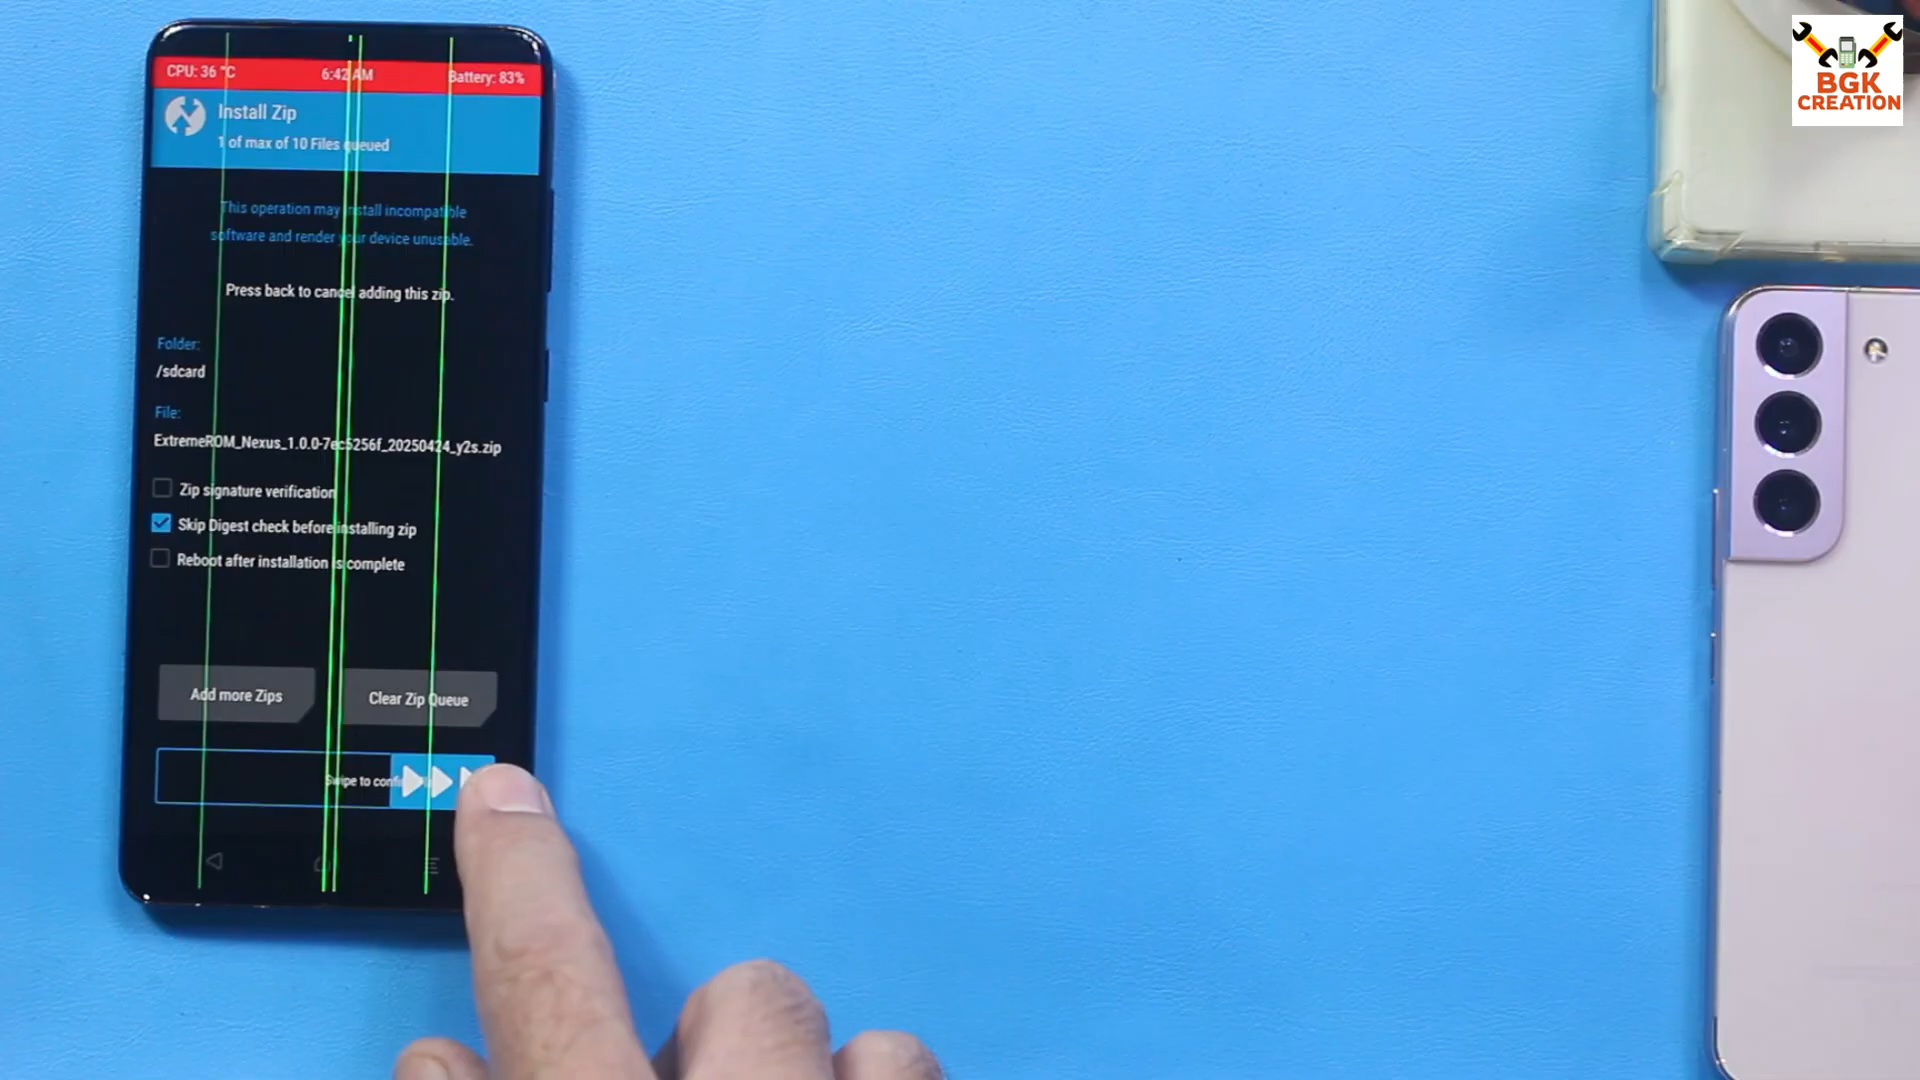 CPU: 36 °C 6:42 AM Battery: 83%
Install Zip
1 of max of 10 Files queued
This operation may install incompatible
software and render your device unusable.
Press back to cancel adding this zip.
Folder:
/sdcard
File:
ExtremeROM_Nexus_1.0.0-7ec5256f_20250424_y2s.zip
Zip signature verification
Skip Digest check before installing zip
Reboot after installation is complete
Add more Zips Clear Zip Queue
Swipe to confi
BGK
CREATION